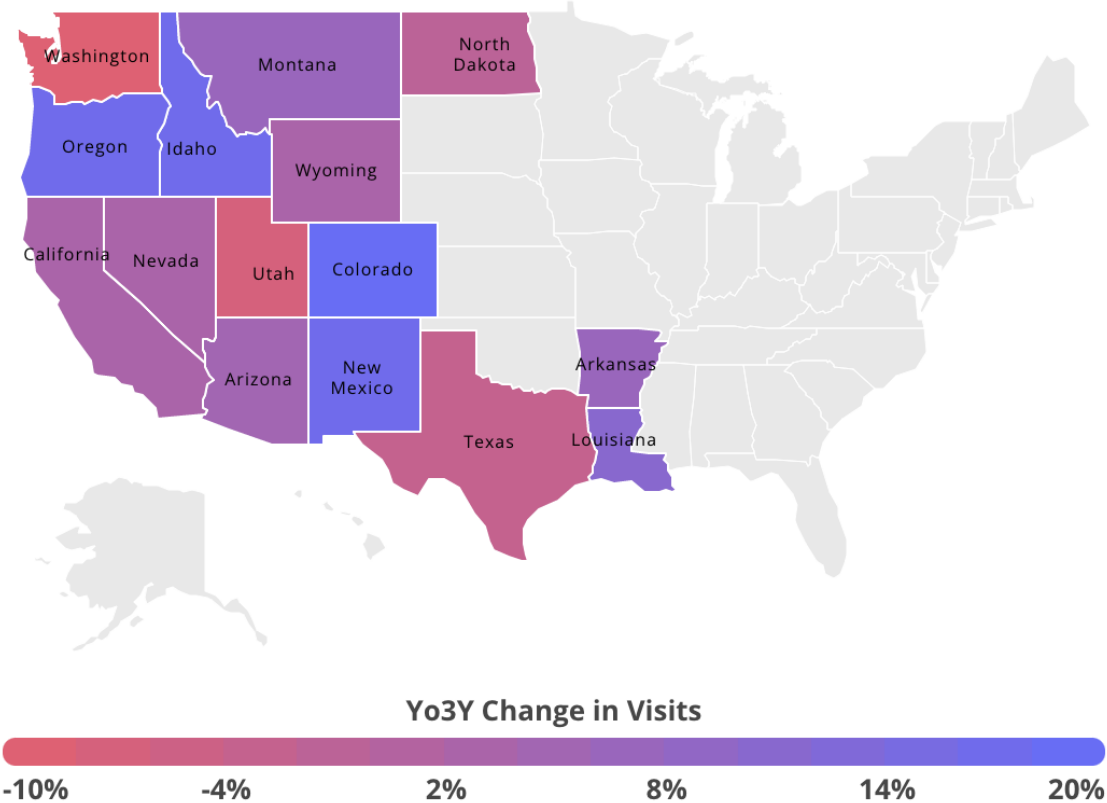 Washington
Montana
North
Dakota
Oregon
Idaho
Wyoming
California
Nevada
Utah
Colorado
Arizona
New
Mexico
Arkansas
Texas
Louisiana
Yo3Y Change in Visits
-10%
-4%
2%
8%
14%
20%